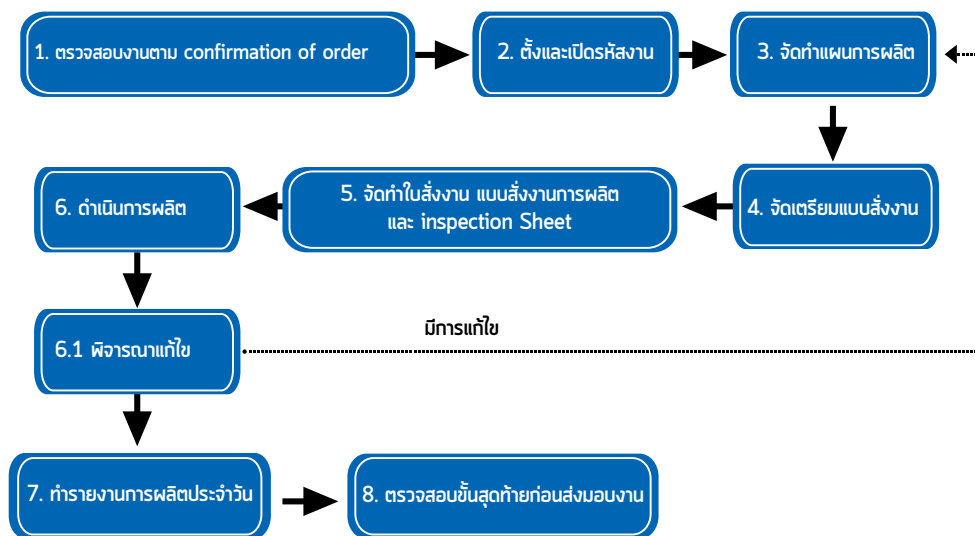 1. ตรวจสอบงานตาม confirmation of order
2. ตั้งและเปิดรหัสงาน
3. จัดทำแผนการผลิต
4. จัดเตรียมแบบสั่งงาน
5. จัดทำใบสั่งงาน แบบสั่งงานการผลิต
และ inspection Sheet
6. ดำเนินการผลิต
6.1 พิจารณาแก้ไข
มีการแก้ไข
7. ทำรายงานการผลิตประจำวัน
8. ตรวจสอบขั้นสุดท้ายก่อนส่งมอบงาน